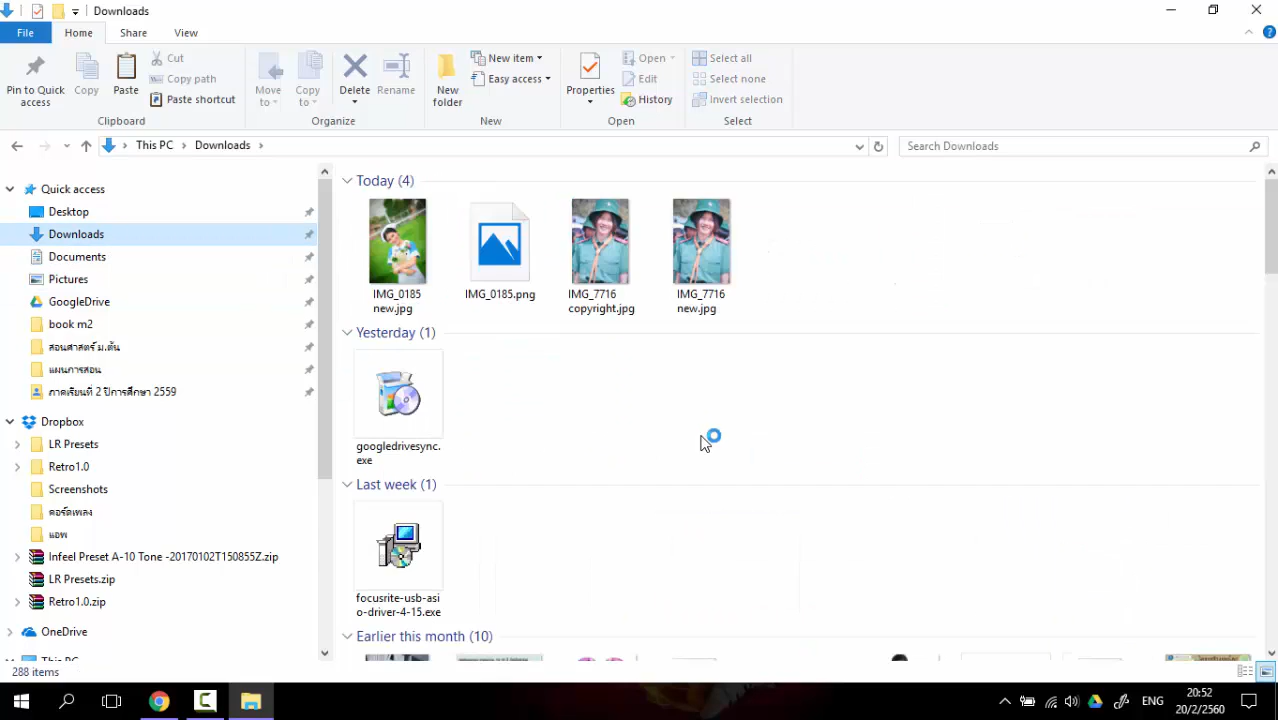 Downloads
File
Home
Share
View
Pin to Quick
access
Copy
Paste
Cut
Copy path
Paste shortcut
Clipboard
Move
to
Copy
to
Delete
Rename
Organize
New
folder
New item
Easy access
New
Properties
Open
Edit
History
Open
Select all
Select none
Invert selection
Select
This PC
Downloads
Search Downloads
Quick access
Desktop
Downloads
Documents
Pictures
GoogleDrive
book m2
สอนศาสตร์ ม.ต้น
แผนการสอน
ภาคเรียนที่ 2 ปีการศึกษา 2559
Dropbox
LR Presets
Retro1.0
Screenshots
คอร์ดเพลง
แอพ
Infeel Preset A-10 Tone -20170102T150855Z.zip
LR Presets.zip
Retro1.0.zip
OneDrive
This PC
Today (4)
IMG_0185
new.jpg
IMG_0185.png
IMG_7716
copyright.jpg
IMG_7716
new.jpg
Yesterday (1)
googledrivesync.
exe
Last week (1)
focusrite-usb-asi
o-driver-4-15.exe
Earlier this month (10)
288 items
ENG
20:52
20/2/2560